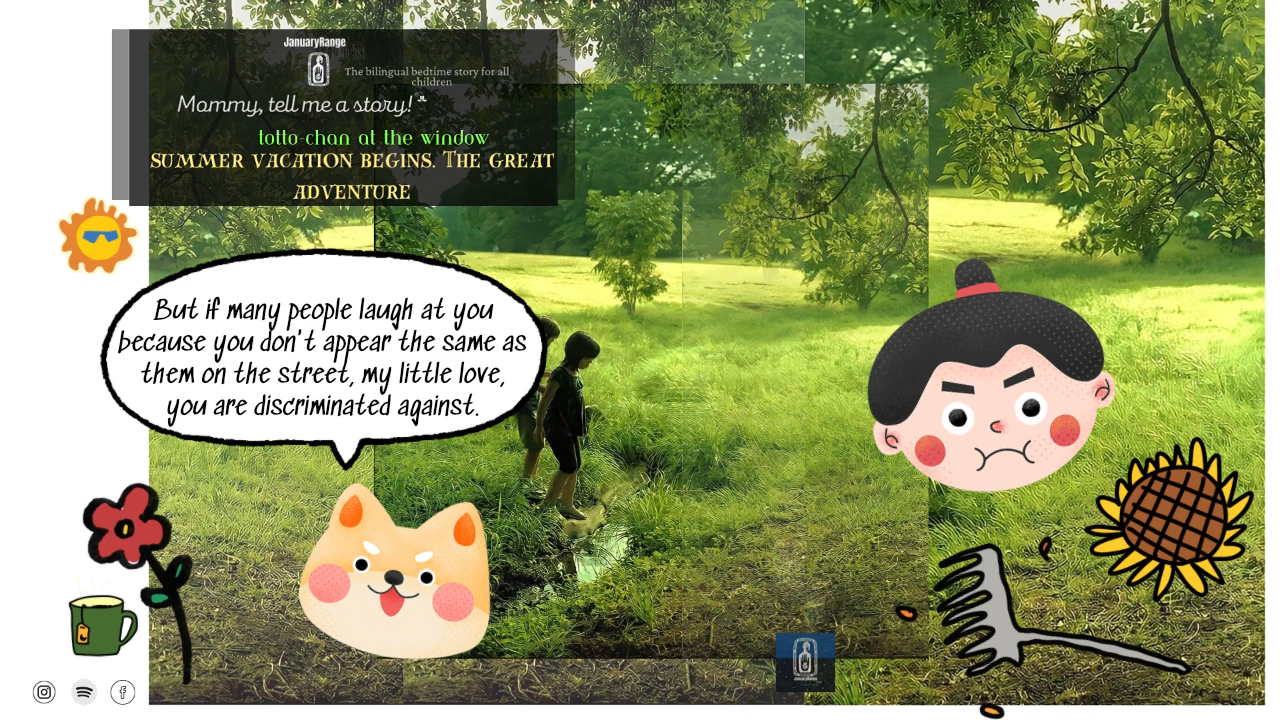 JanuaryRange
The bilingual bedtime story for all
children
Mommy, tell me a story!
totto-chan at the window
SUMMER VACATION BEGINS. THE GREAT
ADVENTURE
But if many people laugh at you
because you don't appear the same as
them on the street, my little love,
you are discriminated against.